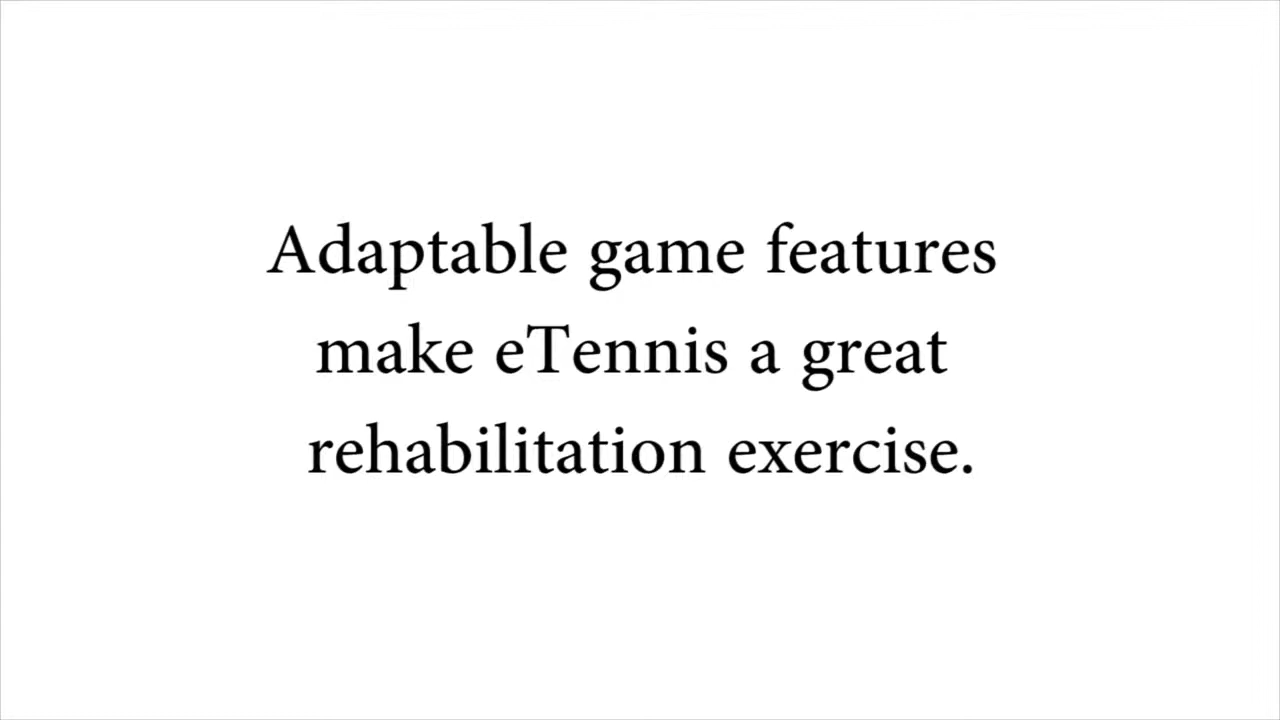 Adaptable game features
make eTennis a great
rehabilitation exercise.